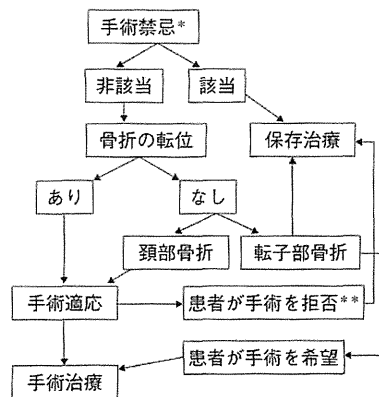 手術禁忌*
非該当
該当
骨折の転位
保存治療
あり
なし
頚部骨折
転子部骨折
手術適応
患者が手術を拒否**
患者が手術を希望
手術治療